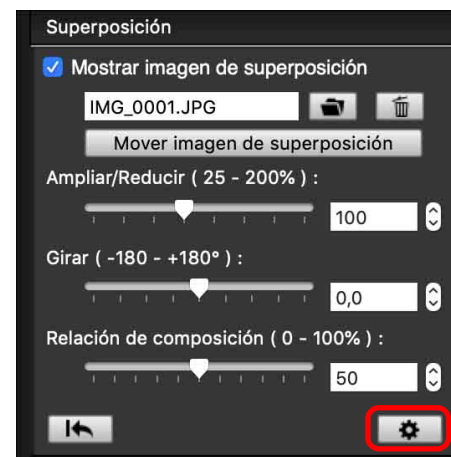 Superposición
Mostrar imagen de superposición
IMG_0001.JPG
Mover imagen de superposición
Ampliar/Reducir ( 25 - 200% ) :
100
Girar ( -180 - +180° ) :
0,0
Relación de composición ( 0 - 100% ) :
50